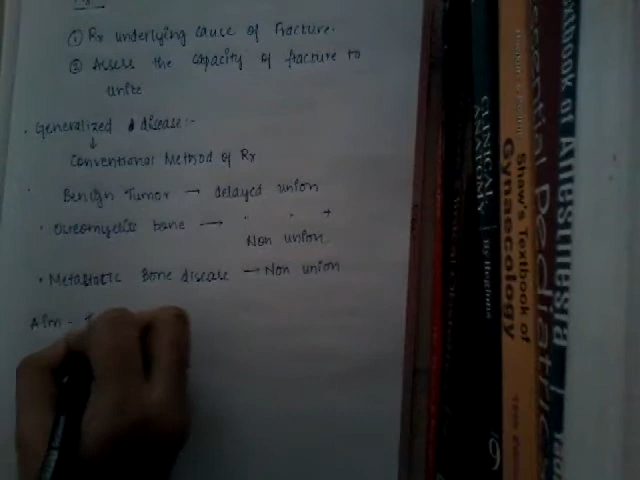 ① Rx underlying cause of fracture.
② Assess the capacity of fracture to
unite
• Generalized disease:-
↓
Conventional Method of Rx
• Benign Tumor → delayed union
• Osteomyelitic bone → " " +
Non union.
• Metastatic Bone disease → Non union
Aim -
CLINICAL
ANATOMY
Shaw's Textbook of
Gynaecology
Essential Pediatrics
Textbook of Anaesthesia